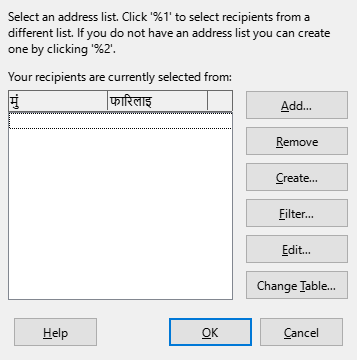 Select an address list. Click '%1' to select recipients from a
different list. If you do not have an address list you can create
one by clicking '%2'.
Your recipients are currently selected from:
मुं फारिलाइ
Add...
Remove
Create...
Filter...
Edit...
Change Table...
Help OK Cancel